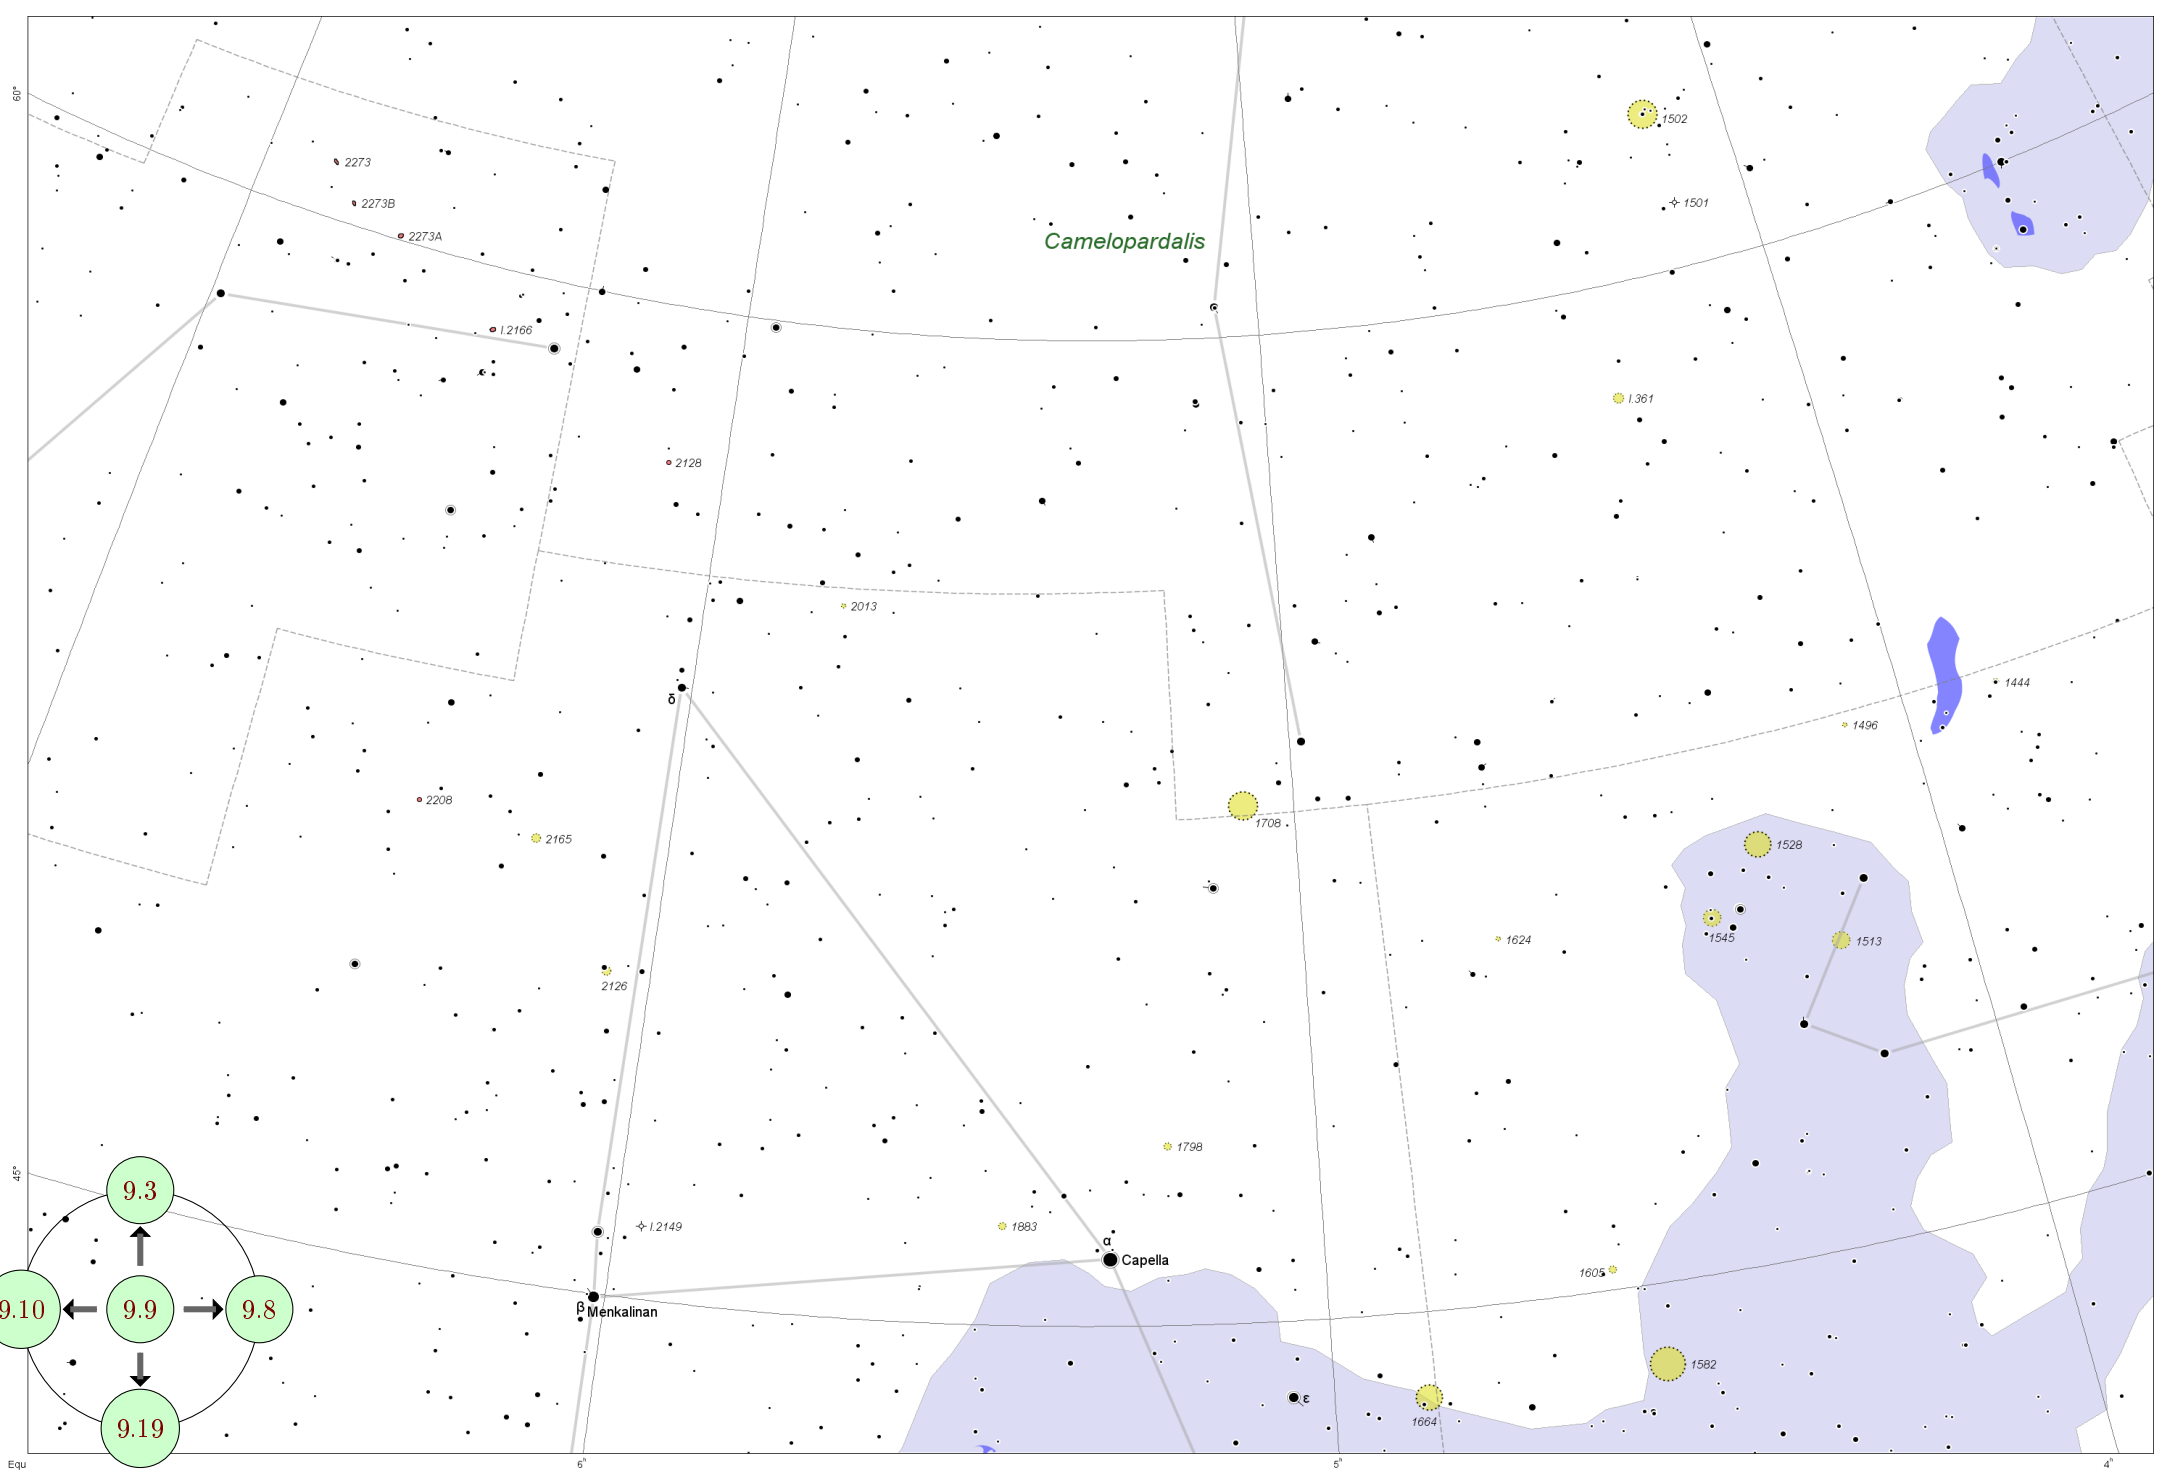 60°
1502
2273
2273B
1501
2273A
Camelopardalis
I.2166
I.361
2128
2013
δ
1444
1496
2208
1708
2165
1528
1545
1624
1513
2126
1798
45°
9.3
I.2149
1883
α
Capella
1605
9.10
9.9
9.8
β
Menkalinan
1582
ε
1664
9.19
Equ
6ʰ
5ʰ
4ʰ